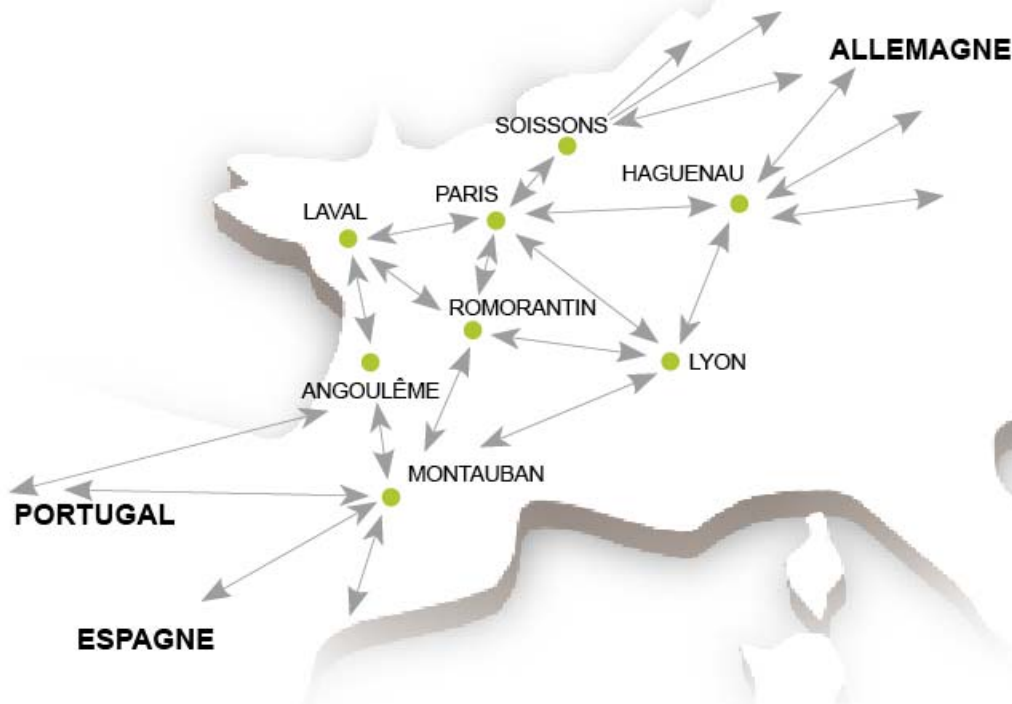 ALLEMAGNE
SOISSONS
HAGUENAU
PARIS
LAVAL
ROMORANTIN
LYON
ANGOULÊME
MONTAUBAN
PORTUGAL
ESPAGNE